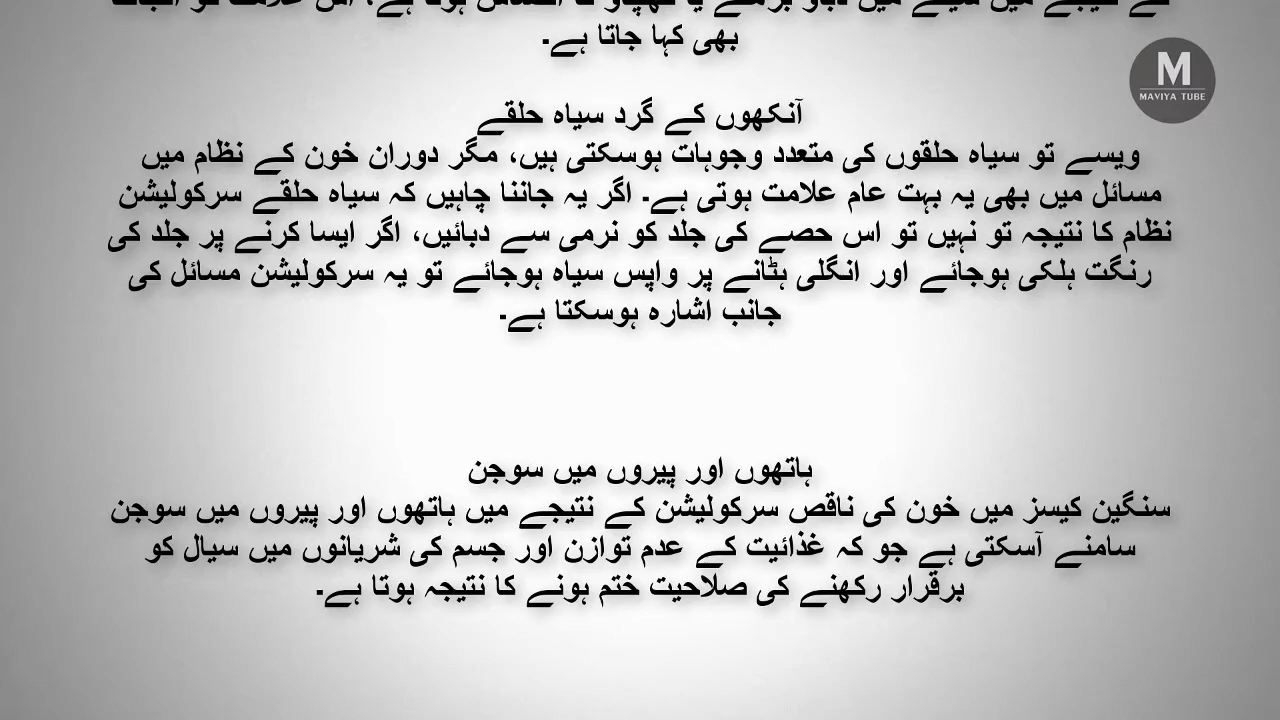 بھی کہا جاتا ہے۔
M
MAVIYA TUBE
آنکھوں کے گرد سیاہ حلقے
ویسے تو سیاہ حلقوں کی متعدد وجوہات ہوسکتی ہیں، مگر دوران خون کے نظام میں
مسائل میں بھی یہ بہت عام علامت ہوتی ہے۔ اگر یہ جاننا چاہیں کہ سیاہ حلقے سرکولیشن
نظام کا نتیجہ تو نہیں تو اس حصے کی جلد کو نرمی سے دبائیں، اگر ایسا کرنے پر جلد کی
رنگت ہلکی ہوجائے اور انگلی ہٹانے پر واپس سیاہ ہوجائے تو یہ سرکولیشن مسائل کی
جانب اشارہ ہوسکتا ہے۔
ہاتھوں اور پیروں میں سوجن
سنگین کیسز میں خون کی ناقص سرکولیشن کے نتیجے میں ہاتھوں اور پیروں میں سوجن
سامنے آسکتی ہے جو کہ غذائیت کے عدم توازن اور جسم کی شریانوں میں سیال کو
برقرار رکھنے کی صلاحیت ختم ہونے کا نتیجہ ہوتا ہے۔